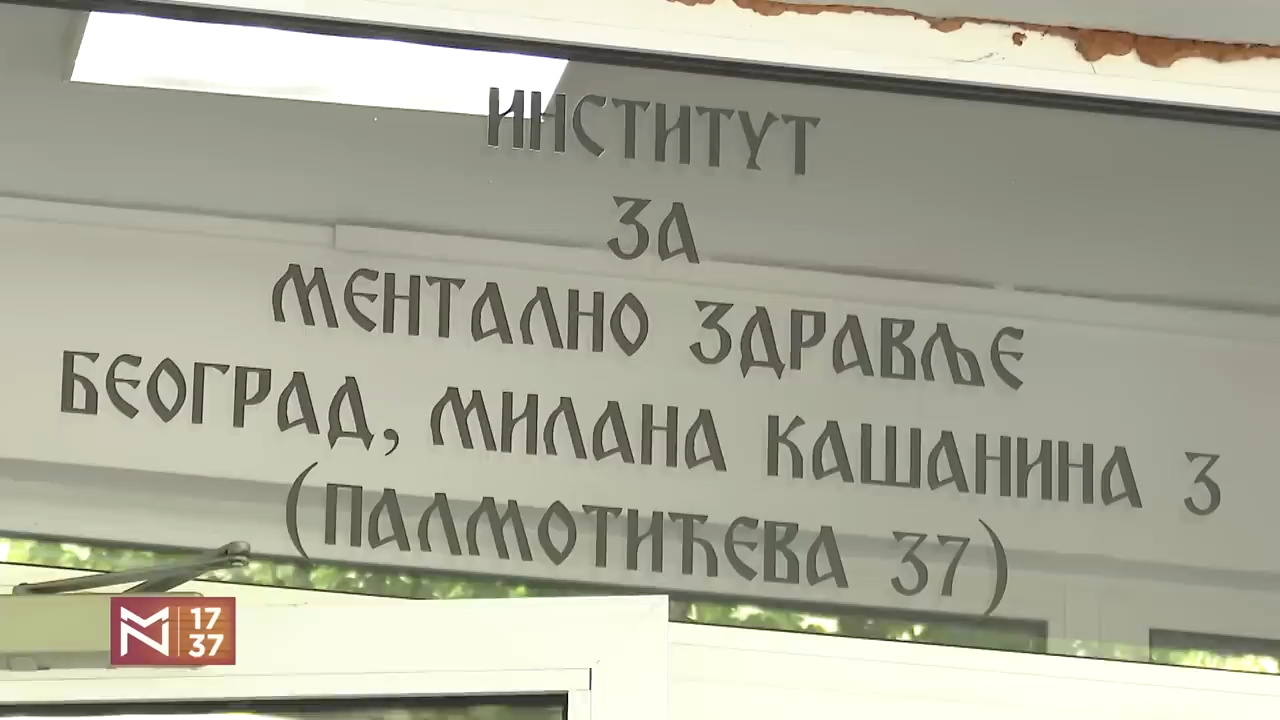 ИНСТИТУТ
ЗА
МЕНТАЛНО ЗДРАВЉЕ
БЕОГРАД, МИЛАНА КАШАНИНА 3
(ПАЛМОТИЋЕВА 37)
17
37